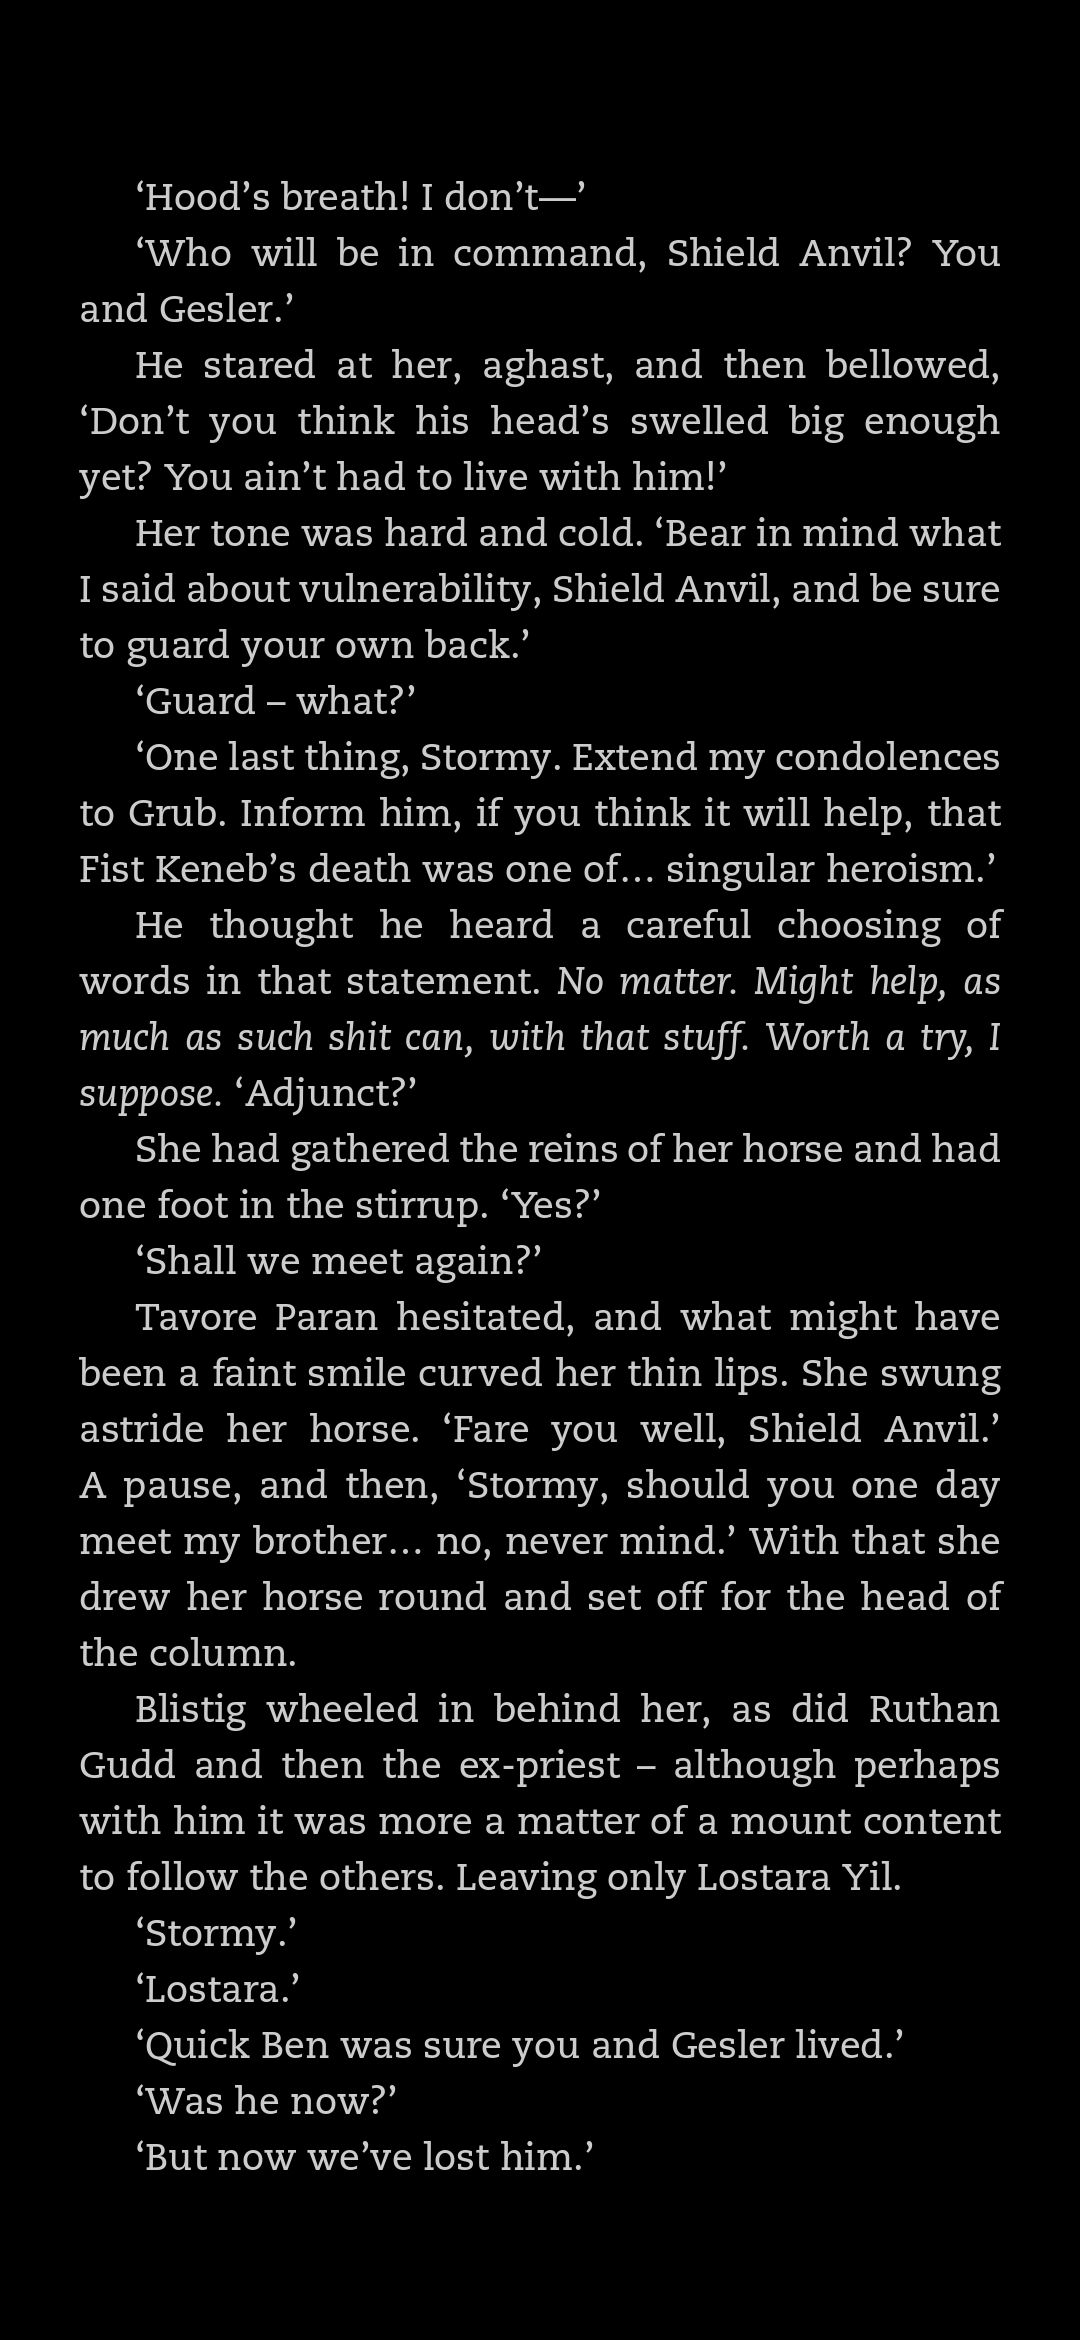 ‘Hood’s breath! I don’t—’
‘Who will be in command, Shield Anvil? You
and Gesler.’
He stared at her, aghast, and then bellowed,
‘Don’t you think his head’s swelled big enough
yet? You ain’t had to live with him!’
Her tone was hard and cold. ‘Bear in mind what
I said about vulnerability, Shield Anvil, and be sure
to guard your own back.’
‘Guard – what?’
‘One last thing, Stormy. Extend my condolences
to Grub. Inform him, if you think it will help, that
Fist Keneb’s death was one of… singular heroism.’
He thought he heard a careful choosing of
words in that statement. No matter. Might help, as
much as such shit can, with that stuff. Worth a try, I
suppose. ‘Adjunct?’
She had gathered the reins of her horse and had
one foot in the stirrup. ‘Yes?’
‘Shall we meet again?’
Tavore Paran hesitated, and what might have
been a faint smile curved her thin lips. She swung
astride her horse. ‘Fare you well, Shield Anvil.’
A pause, and then, ‘Stormy, should you one day
meet my brother… no, never mind.’ With that she
drew her horse round and set off for the head of
the column.
Blistig wheeled in behind her, as did Ruthan
Gudd and then the ex-priest – although perhaps
with him it was more a matter of a mount content
to follow the others. Leaving only Lostara Yil.
‘Stormy.’
‘Lostara.’
‘Quick Ben was sure you and Gesler lived.’
‘Was he now?’
‘But now we’ve lost him.’